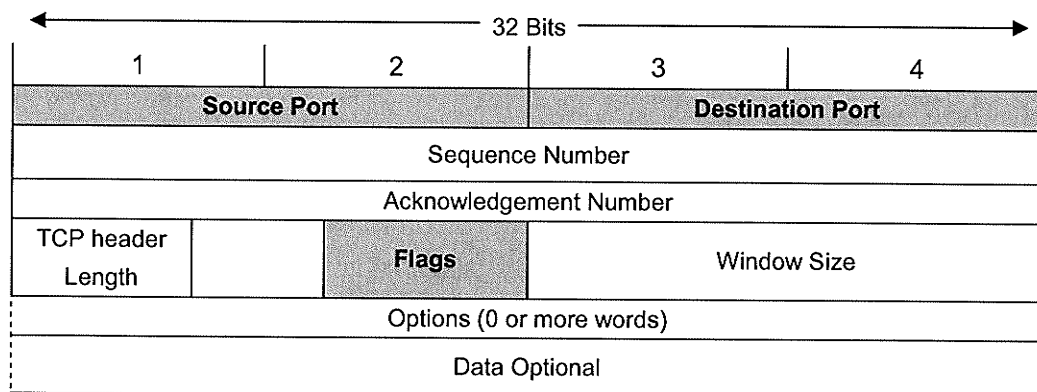 32 Bits
1 2 3 4
Source Port Destination Port
Sequence Number
Acknowledgement Number
TCP header
Length
Flags
Window Size
Options (0 or more words)
Data Optional